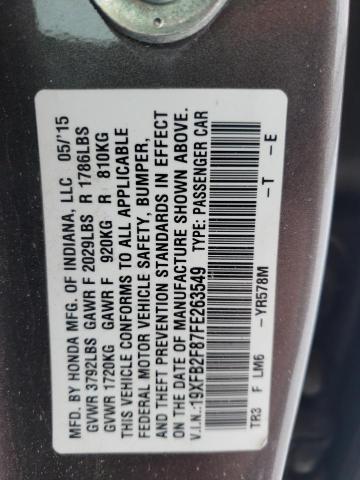 MFD. BY HONDA MFG. OF INDIANA, LLC 05/'15
GVWR 3792LBS GAWR F 2029LBS R 1786LBS
GVWR 1720KG GAWR F 920KG R 810KG
THIS VEHICLE CONFORMS TO ALL APPLICABLE
FEDERAL MOTOR VEHICLE SAFETY, BUMPER,
AND THEFT PREVENTION STANDARDS IN EFFECT
ON THE DATE OF MANUFACTURE SHOWN ABOVE.
V.I.N.:19XFB2F87FE263549 TYPE: PASSENGER CAR
TR3 F LM6 -YR578M -T -E